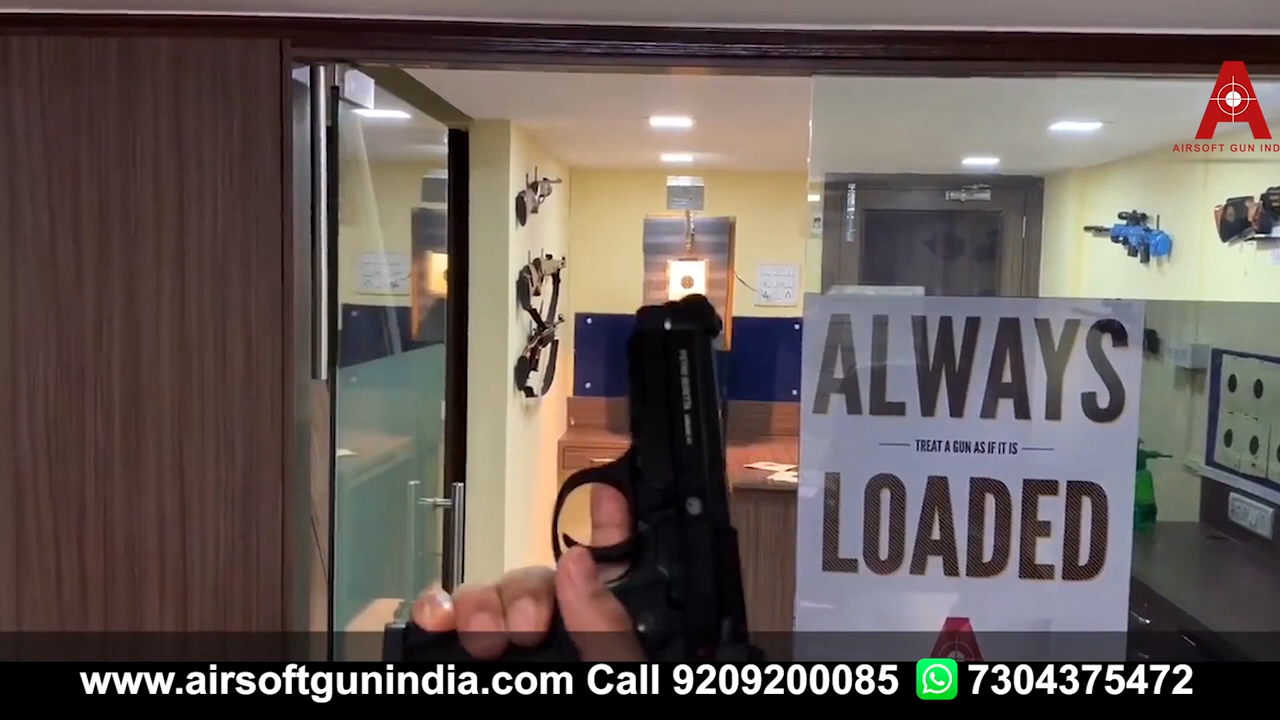 AIRSOFT GUN IND
ALWAYS
TREAT A GUN AS IF IT IS
LOADED
www.airsoftgunindia.com Call 9209200085 7304375472